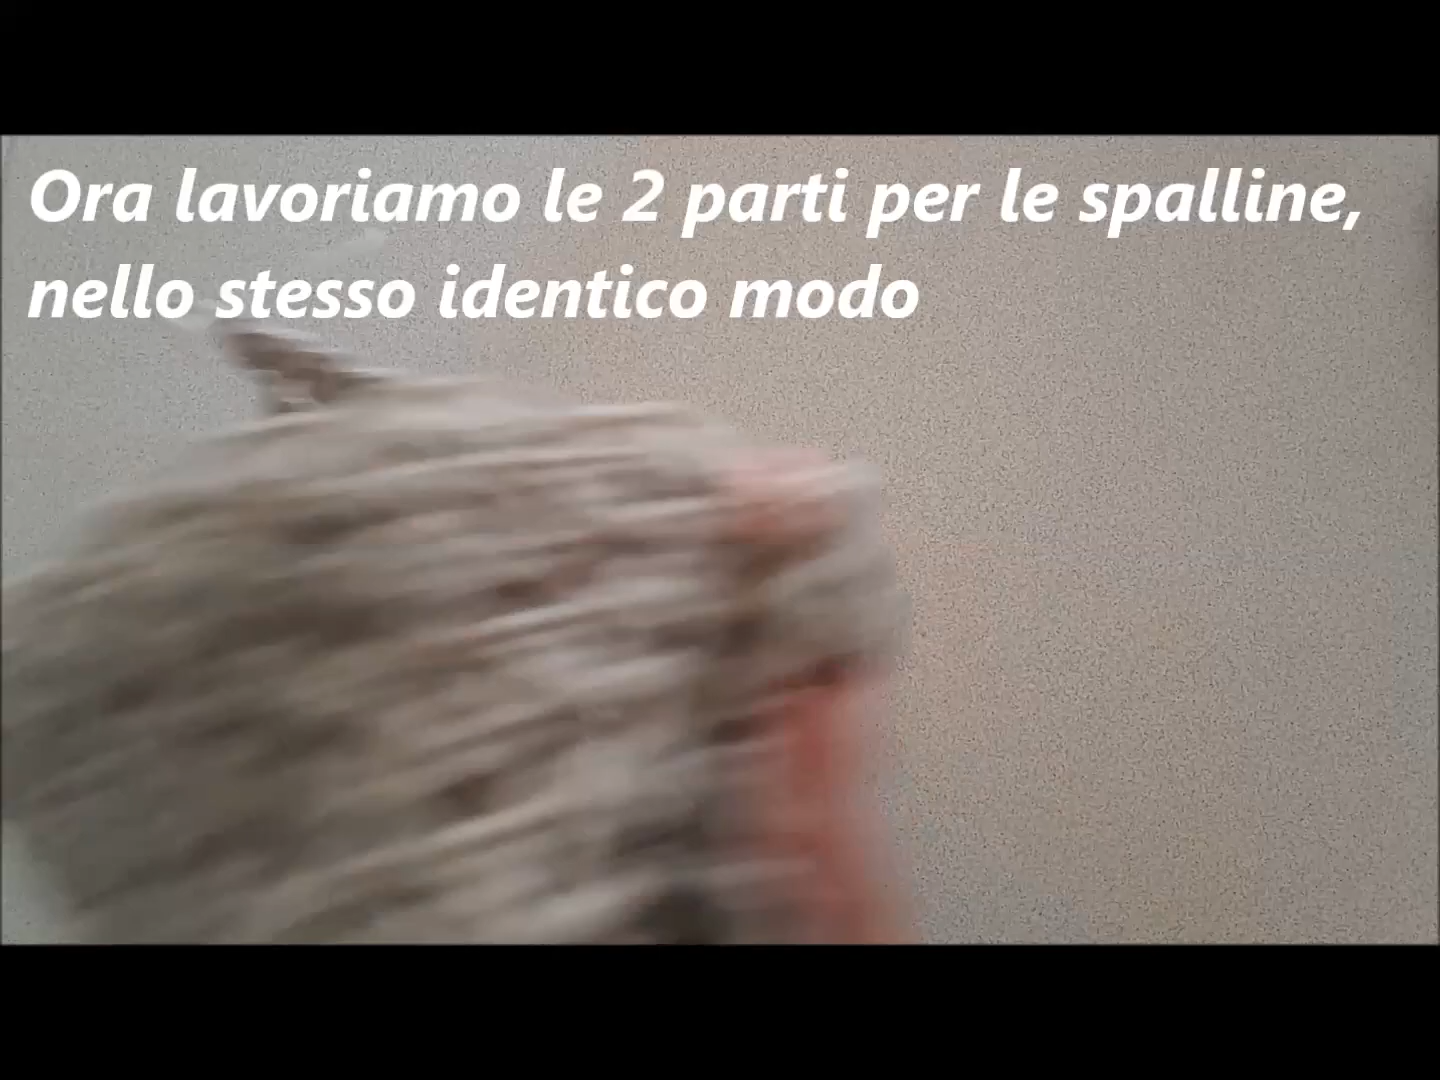 Ora lavoriamo le 2 parti per le spalline,
nello stesso identico modo